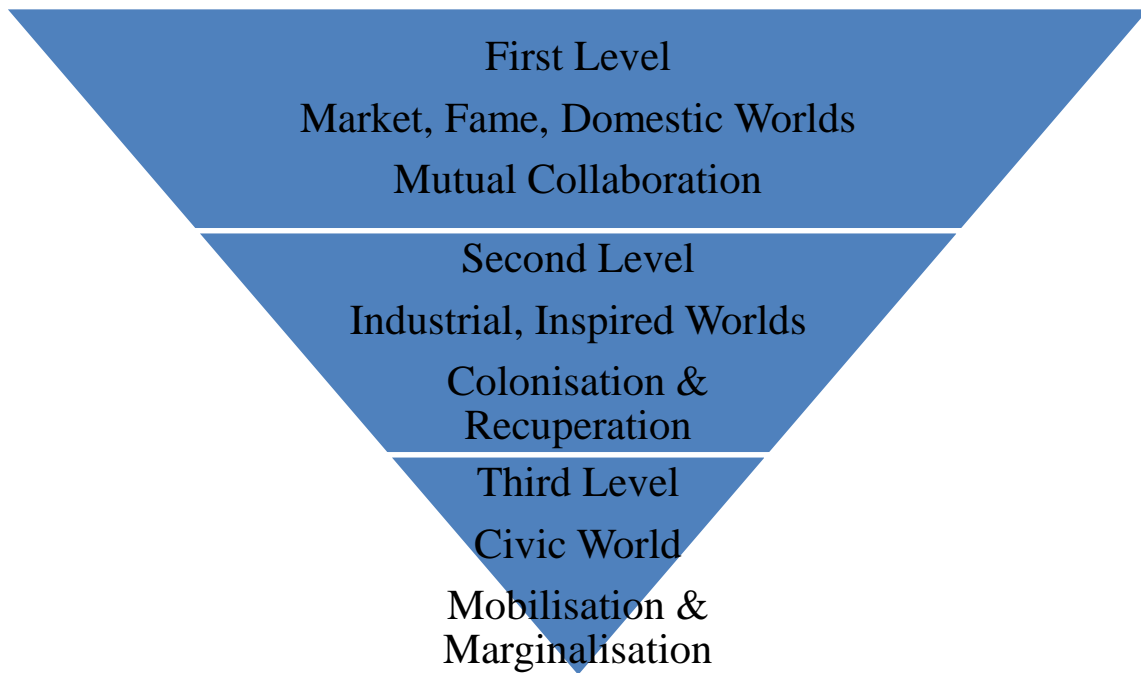 First Level
Market, Fame, Domestic Worlds
Mutual Collaboration
Second Level
Industrial, Inspired Worlds
Colonisation &
Recuperation
Third Level
Civic World
Mobilisation &
Marginalisation